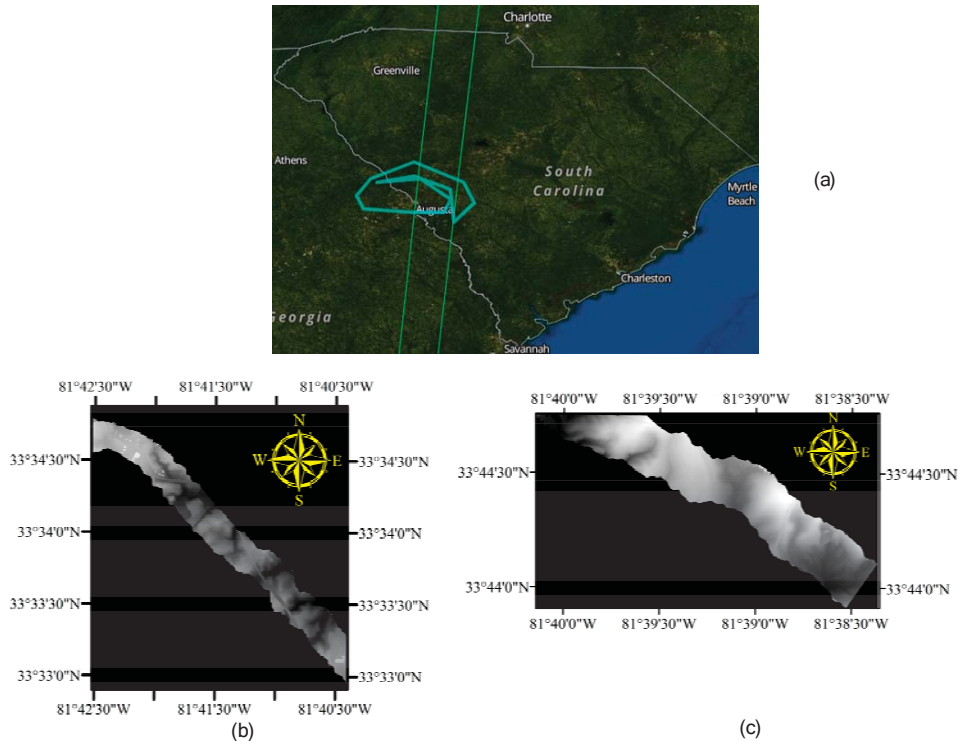 Charlotte
Greenville
Athens
South
Carolina
Myrtle
Beach
Augusta
Charleston
Georgia
Savannah
(a)
81°42'30"W 81°41'30"W 81°40'30"W
N
W E
S
33°34'30"N 33°34'30"N
33°34'0"N 33°34'0"N
33°33'30"N 33°33'30"N
33°33'0"N 33°33'0"N
81°42'30"W 81°41'30"W 81°40'30"W
(b)
81°40'0"W 81°39'30"W 81°39'0"W 81°38'30"W
N
W E
S
33°44'30"N 33°44'30"N
33°44'0"N 33°44'0"N
81°40'0"W 81°39'30"W 81°39'0"W 81°38'30"W
(c)